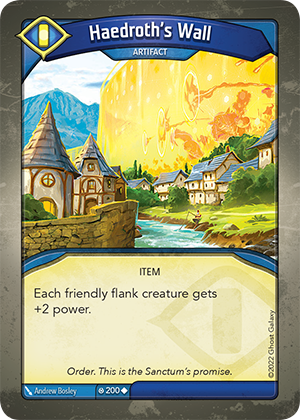 Haedroth's Wall
ARTIFACT
ITEM
Each friendly flank creature gets
+2 power.
Order. This is the Sanctum's promise.
©2022 Ghost Galaxy
Andrew Bosley
200